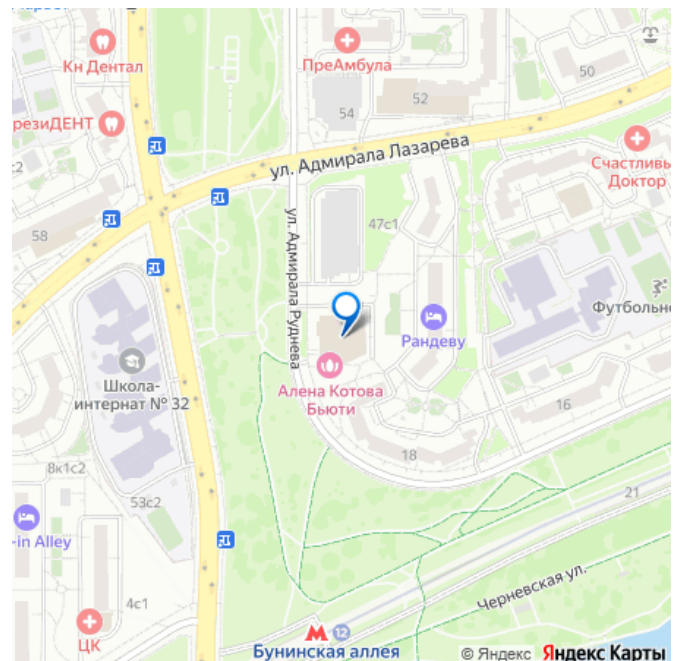 Кн Дентал
резиДЕНТ
ПреАмбула
54
52
50
ул. Адмирала Лазарева
Счастливы
Доктор
58
47с1
ул. Адмирала Руднева
Рандеву
Футбольн
Школа-
интернат № 32
Алена Котова
Бьюти
16
18
8к1с2
53с2
21
-in Alley
4с1
Черневская ул.
ЦК
М 12
Бунинская аллея
© Яндекс Яндекс Карты